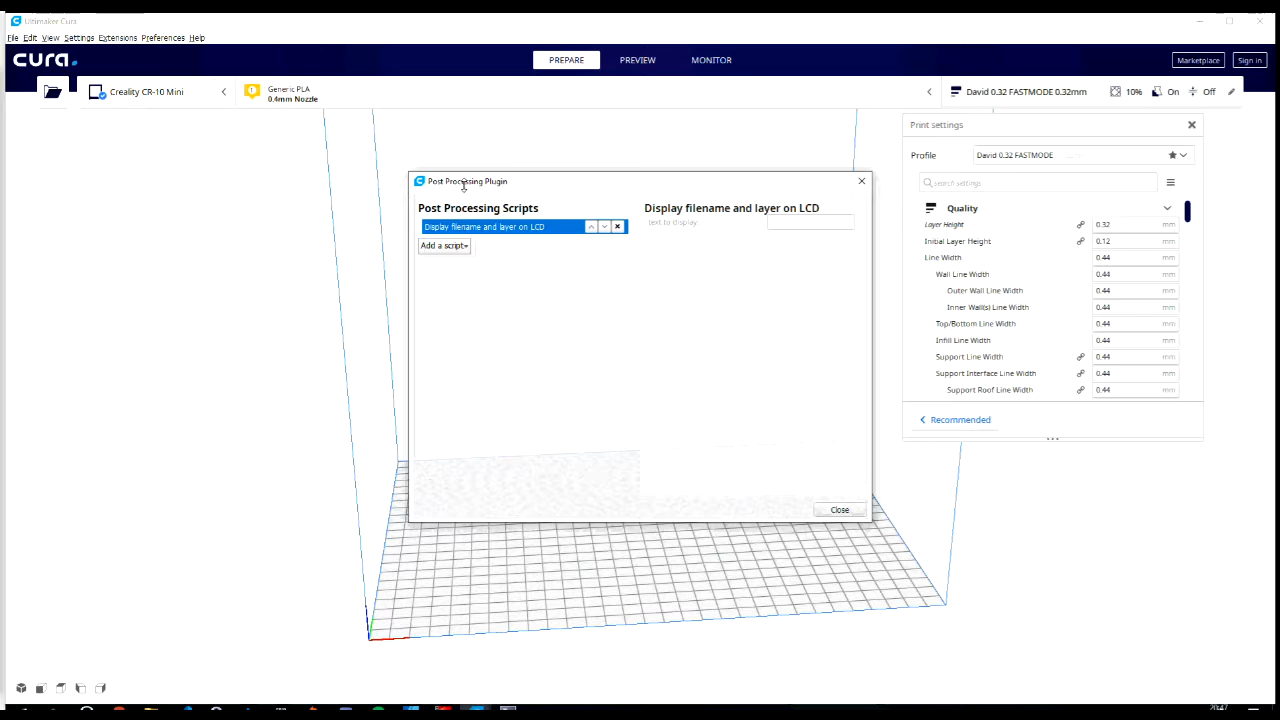 Ultimaker Cura
File Edit View Settings Extensions Preferences Help
cura.
PREPARE PREVIEW MONITOR
Marketplace Sign in
Creality CR-10 Mini
Generic PLA
0.4mm Nozzle
David 0.32 FASTMODE 0.32mm
10% On Off
Print settings
Profile David 0.32 FASTMODE
search settings
Quality
Layer Height 0.32 mm
Initial Layer Height 0.12 mm
Line Width 0.44 mm
Wall Line Width 0.44 mm
Outer Wall Line Width 0.44 mm
Inner Wall(s) Line Width 0.44 mm
Top/Bottom Line Width 0.44 mm
Infill Line Width 0.44 mm
Support Line Width 0.44 mm
Support Interface Line Width 0.44 mm
Support Roof Line Width 0.44 mm
Recommended
Post Processing Plugin
Post Processing Scripts
Display filename and layer on LCD
Add a script
Display filename and layer on LCD
text to display
Close
20:47